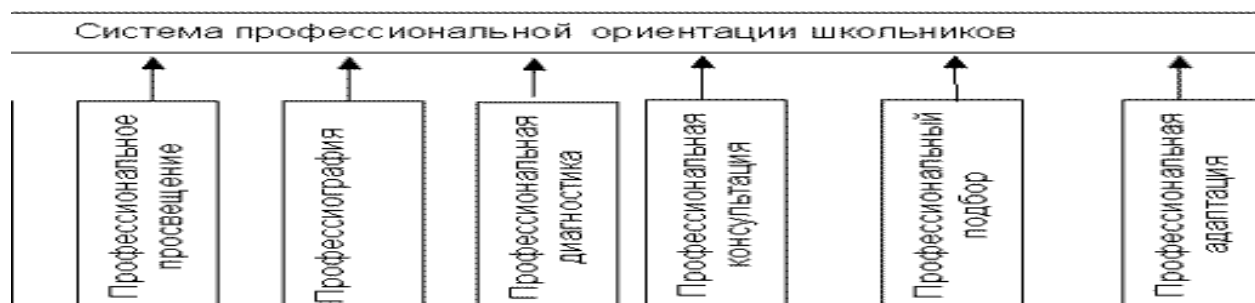 Система профессиональной ориентации школьников
Профессиональное
просвещение
Профессиография
Профессиональная
диагностика
Профессиональная
консультация
Профессиональный
подбор
Профессиональная
адаптация